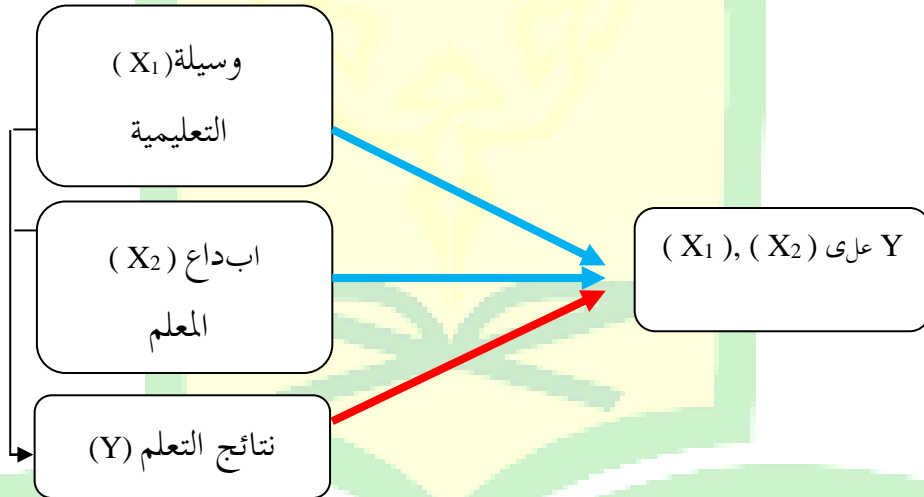 وسيلة (X1)
التعليمية
ابداع (X2)
المعلم
نتائج التعلم (Y)
(X1), (X2) على Y